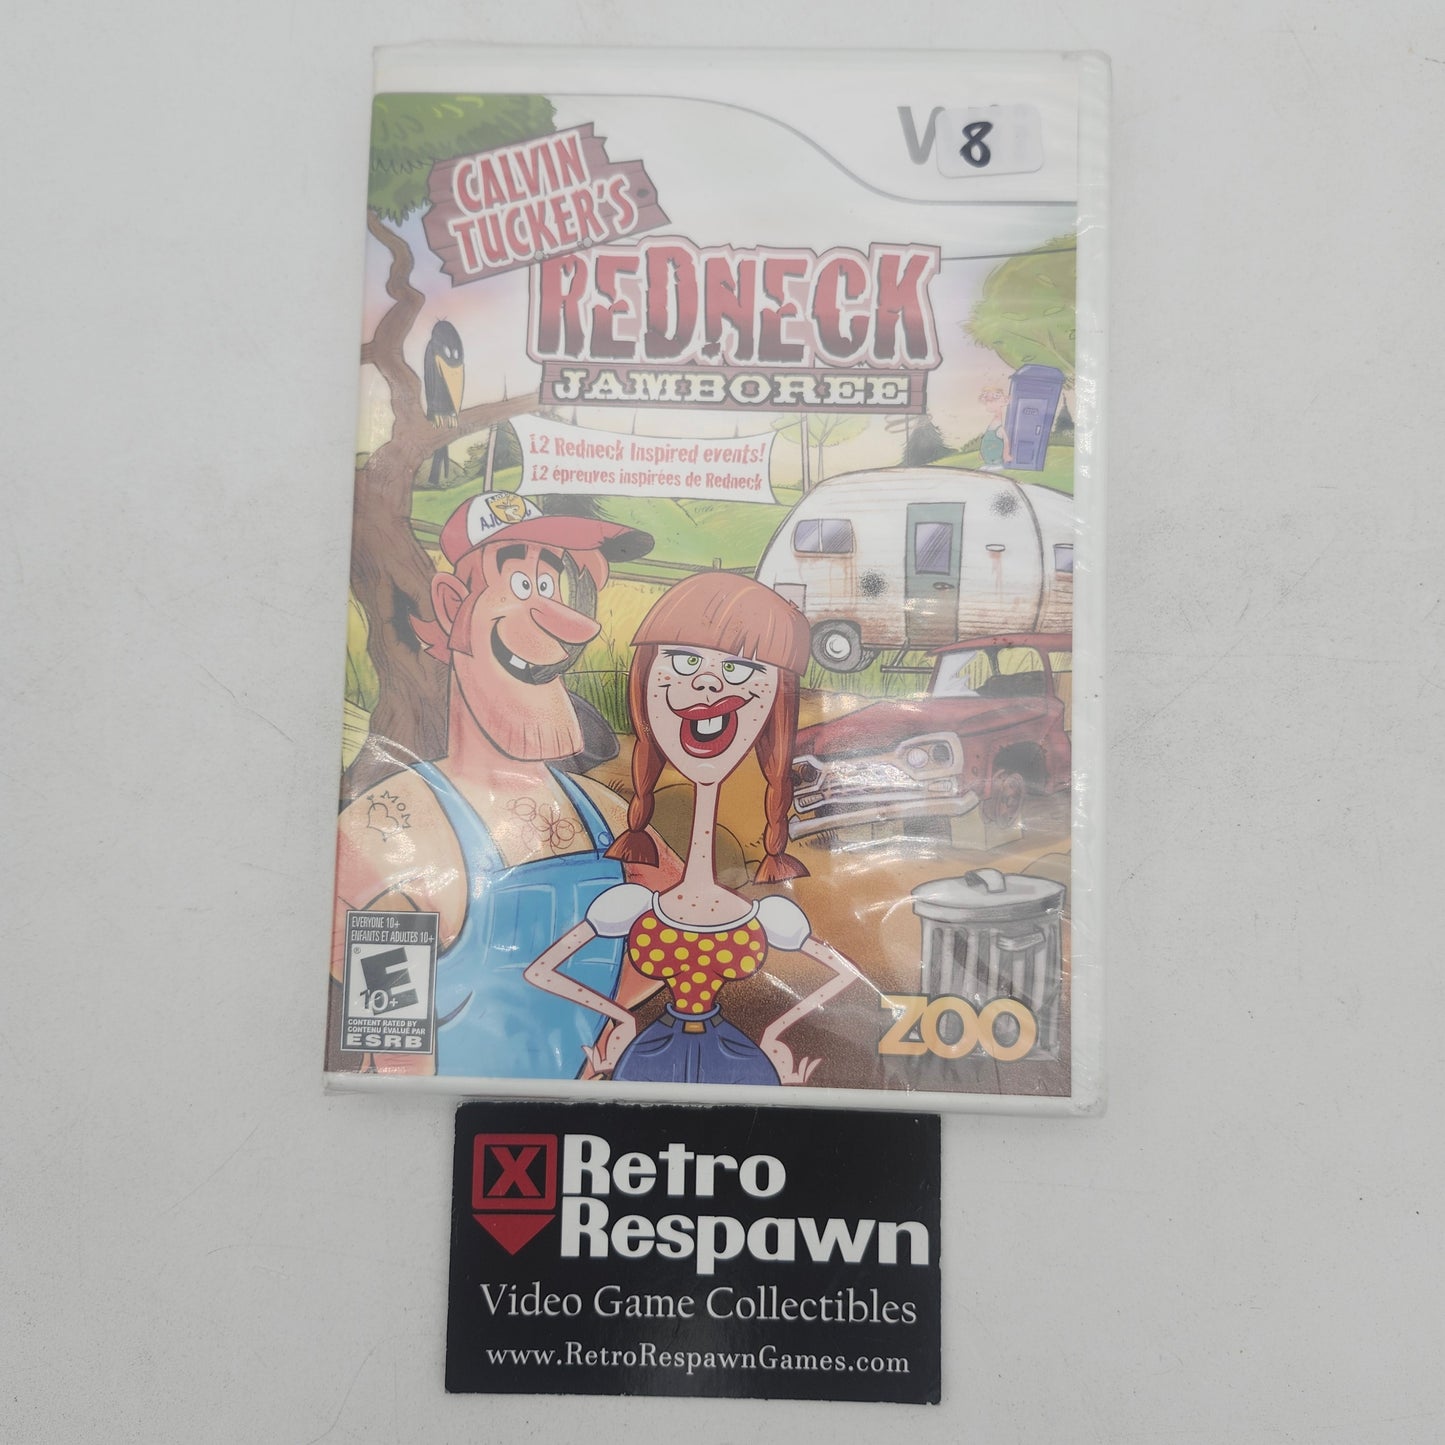 W
8
CALVIN
TUCKER'S
REDNECK
JAMBOREE
12 Redneck Inspired events!
12 épreuves inspirées de Redneck
MOM
EVERYONE 10+
ENFANTS ET ADULTES 10+
E
10+
CONTENT RATED BY
CONTENU ÉVALUÉ PAR
ESRB
ZOO
X
Retro
Respawn
Video Game Collectibles
www.RetroRespawnGames.com